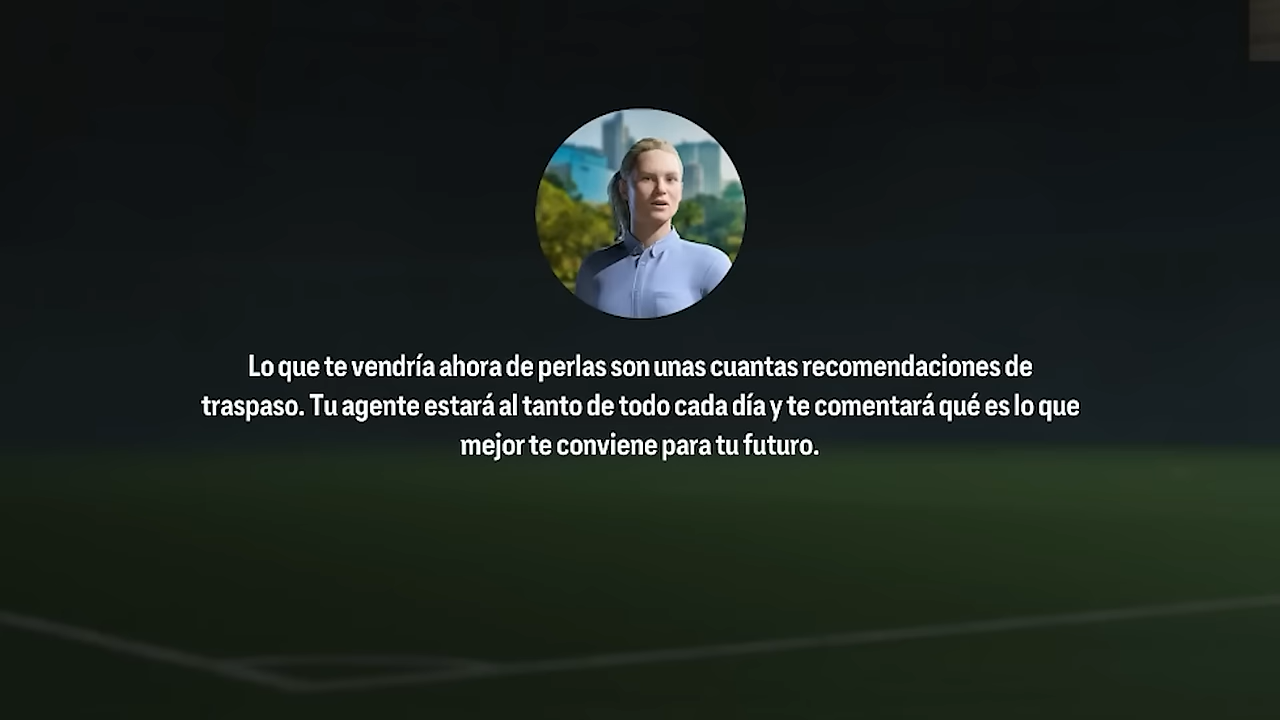 Lo que te vendría ahora de perlas son unas cuantas recomendaciones de
traspaso. Tu agente estará al tanto de todo cada día y te comentará qué es lo que
mejor te conviene para tu futuro.